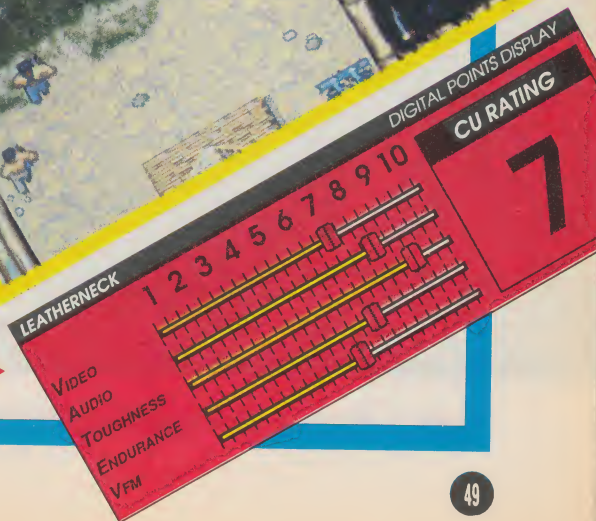 DIGITAL POINTS DISPLAY
LEATHERNECK
1 2 3 4 5 6 7 8 9 10
CU RATING
7
VIDEO
AUDIO
TOUGHNESS
ENDURANCE
VFM
49